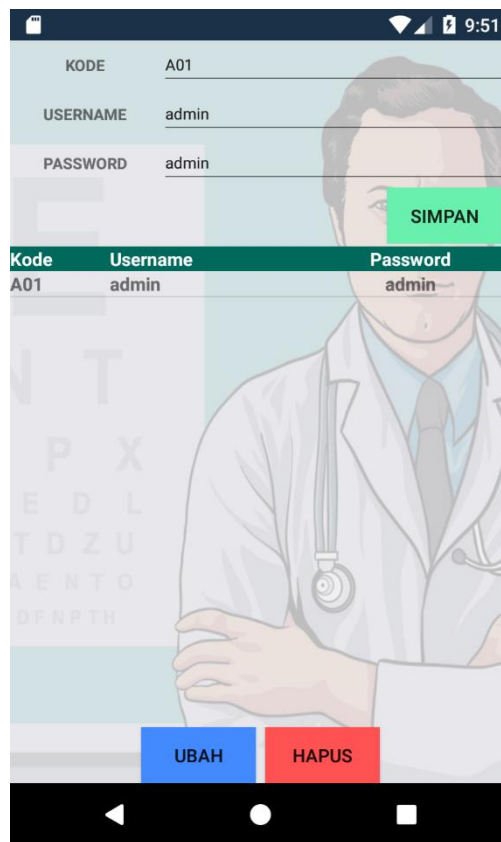 9:51
KODE A01
USERNAME admin
PASSWORD admin
SIMPAN
Kode Username Password
A01 admin admin
E
N T
P X
E D L
T D Z U
A E N T O
D F N P T H
UBAH HAPUS